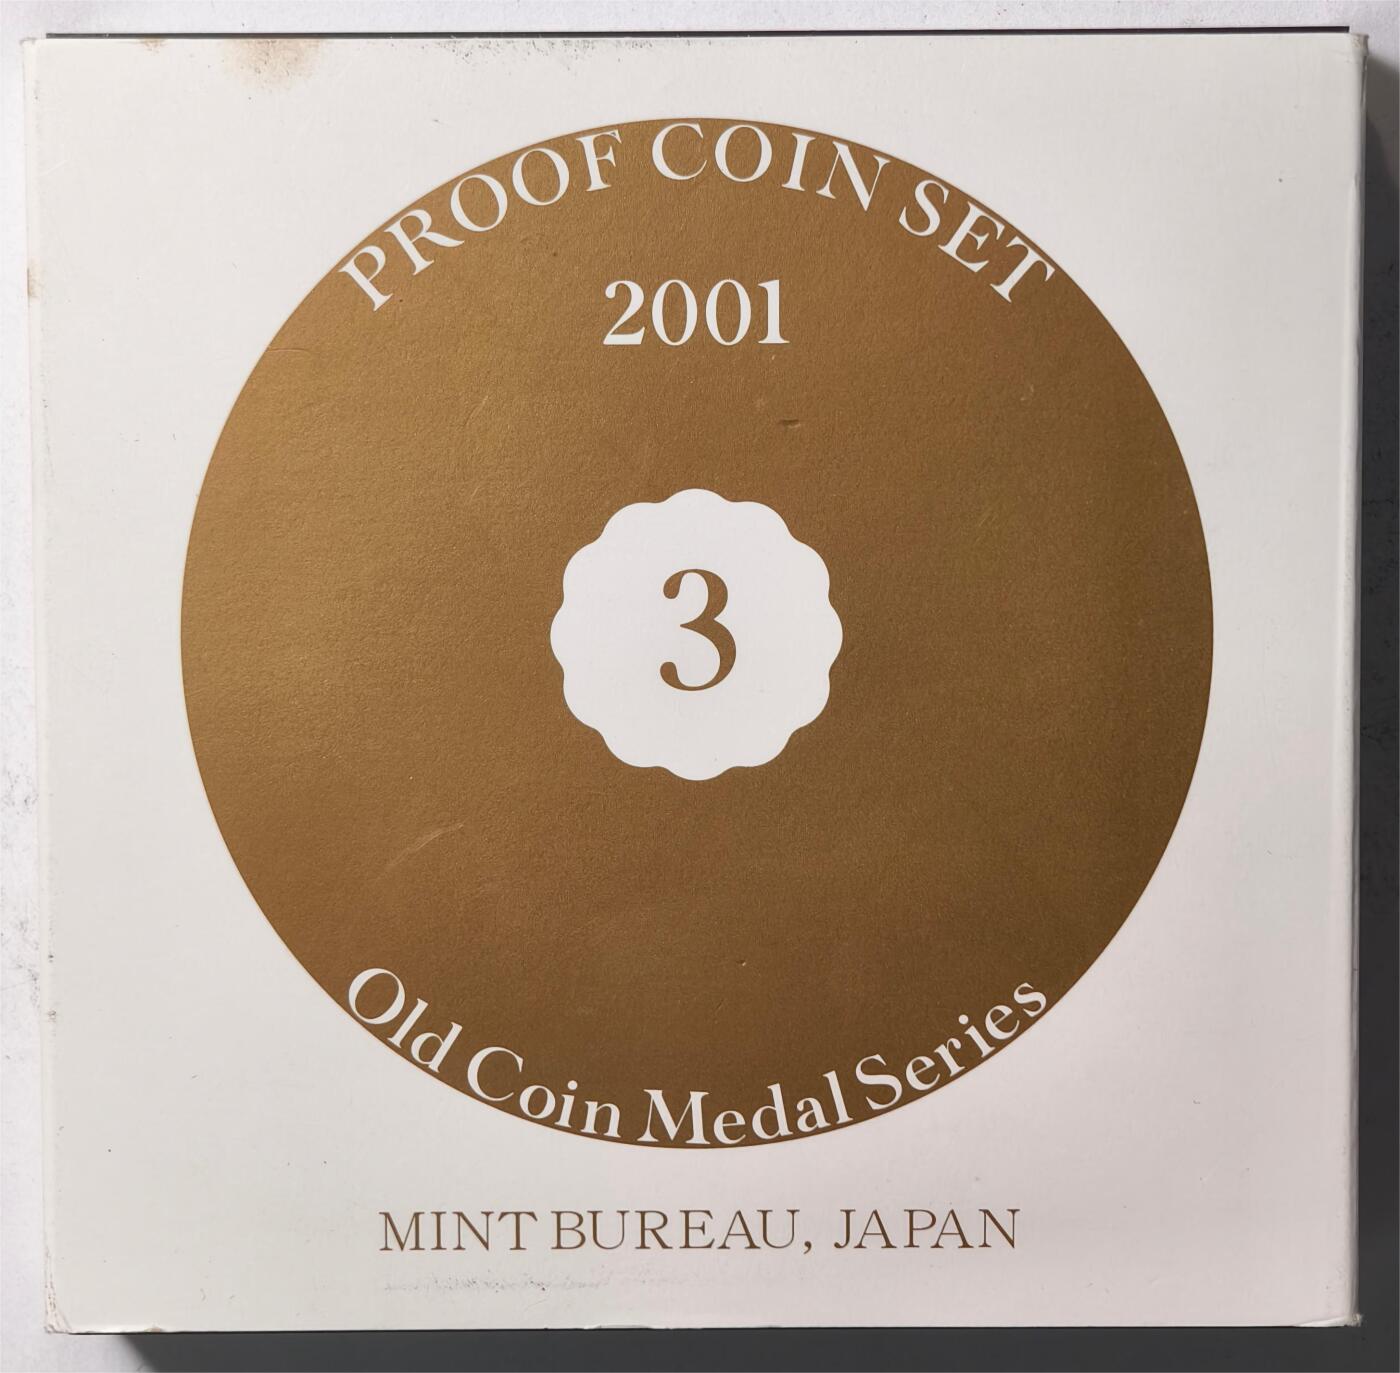 PROOF COIN SET
2001
3
Old Coin Medal Series
MINT BUREAU, JAPAN